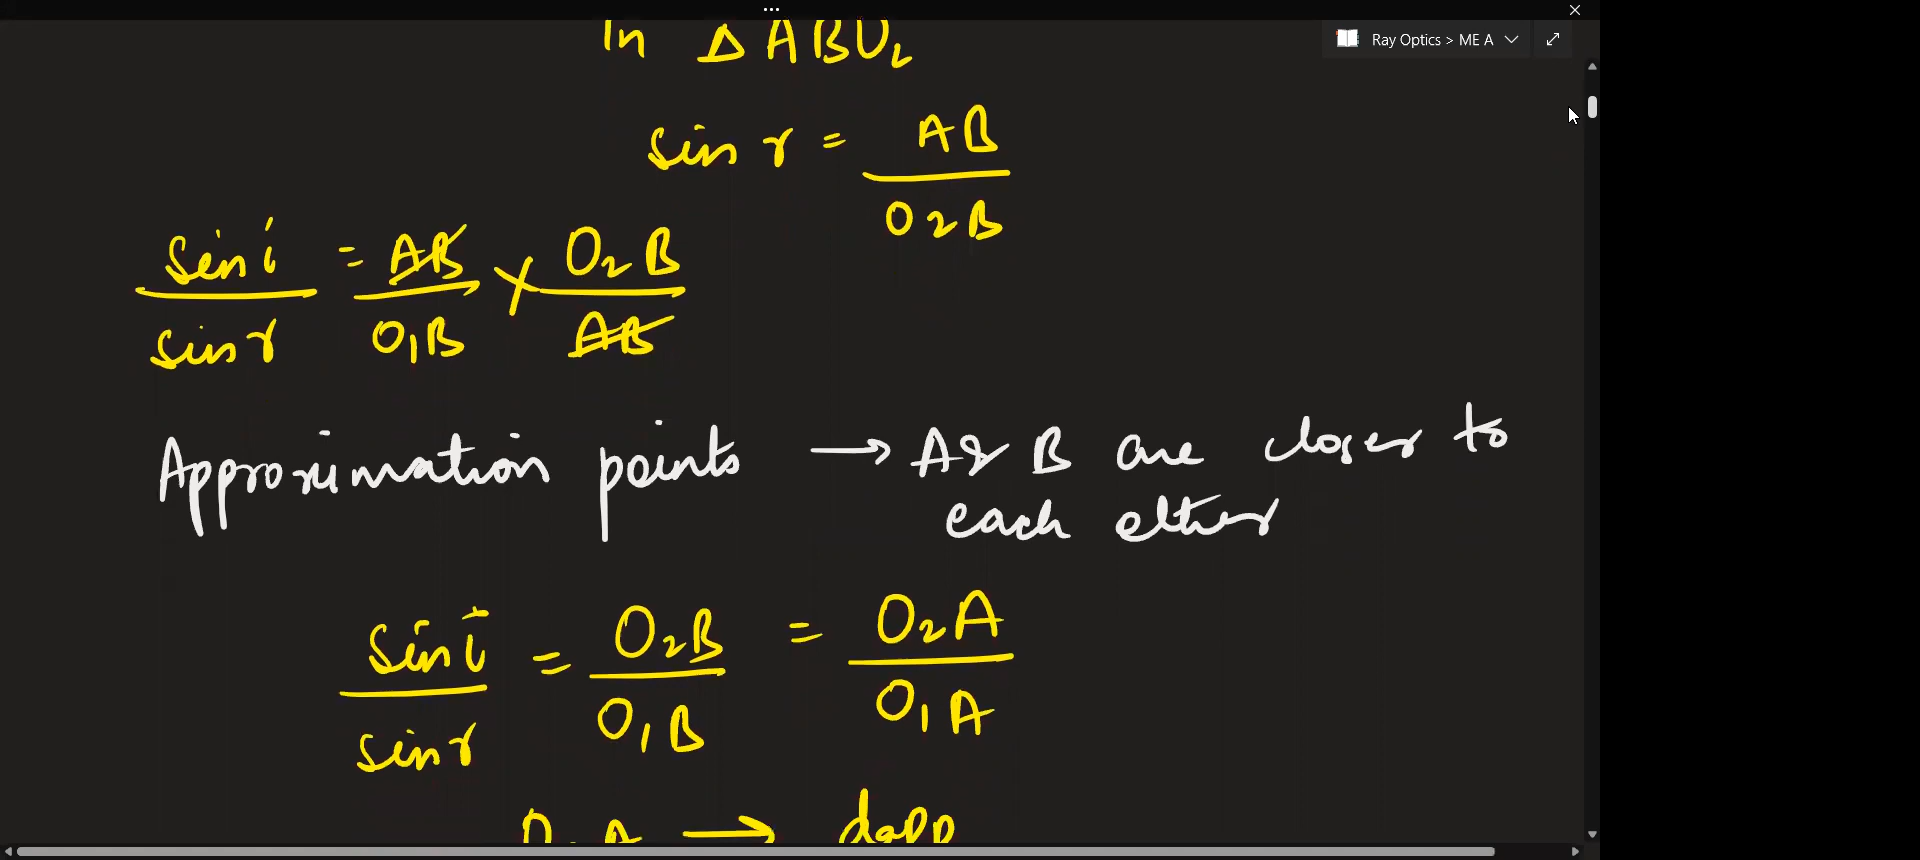 ...
Ray Optics > ME A
In Δ ABO₂
sin r = AB / O2B
sin i / sin r = AB / O₁B × O₂B / AB
Approximation points → A & B are closer to
each other
sin i / sin r = O₂B / O₁B = O₂A / O₁A
→ dapp